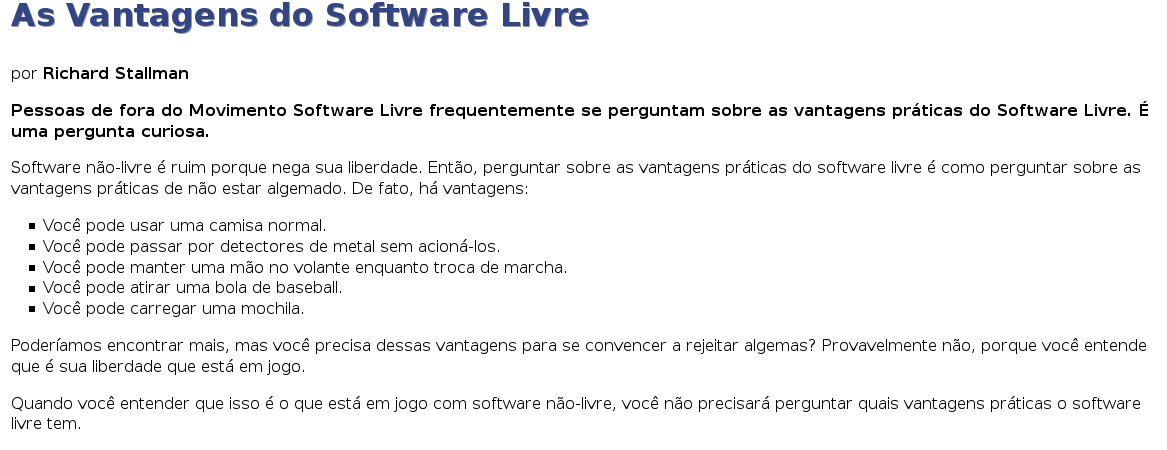 As Vantagens do Software Livre
por Richard Stallman
Pessoas de fora do Movimento Software Livre frequentemente se perguntam sobre as vantagens práticas do Software Livre. É
uma pergunta curiosa.
Software não-livre é ruim porque nega sua liberdade. Então, perguntar sobre as vantagens práticas do software livre é como perguntar sobre as
vantagens práticas de não estar algemado. De fato, há vantagens:
▪ Você pode usar uma camisa normal.
▪ Você pode passar por detectores de metal sem acioná-los.
▪ Você pode manter uma mão no volante enquanto troca de marcha.
▪ Você pode atirar uma bola de baseball.
▪ Você pode carregar uma mochila.
Poderíamos encontrar mais, mas você precisa dessas vantagens para se convencer a rejeitar algemas? Provavelmente não, porque você entende
que é sua liberdade que está em jogo.
Quando você entender que isso é o que está em jogo com software não-livre, você não precisará perguntar quais vantagens práticas o software
livre tem.